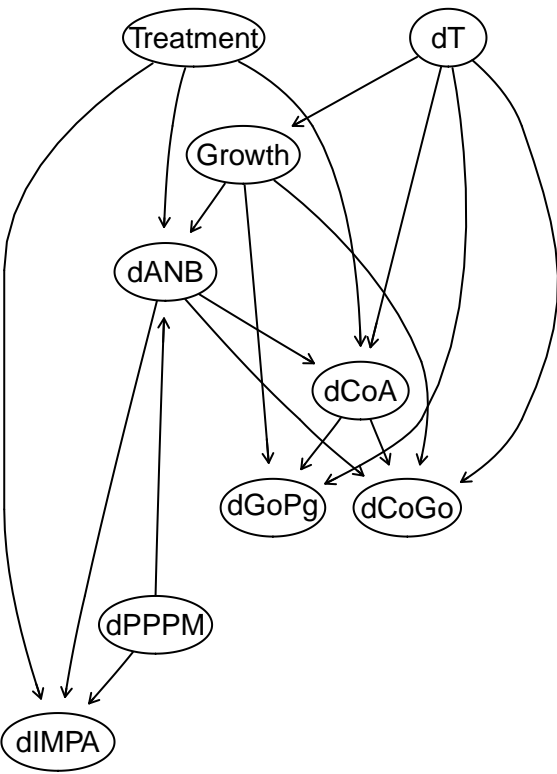 Treatment
dT
Growth
dANB
dCoA
dGoPg
dCoGo
dPPPM
dIMPA